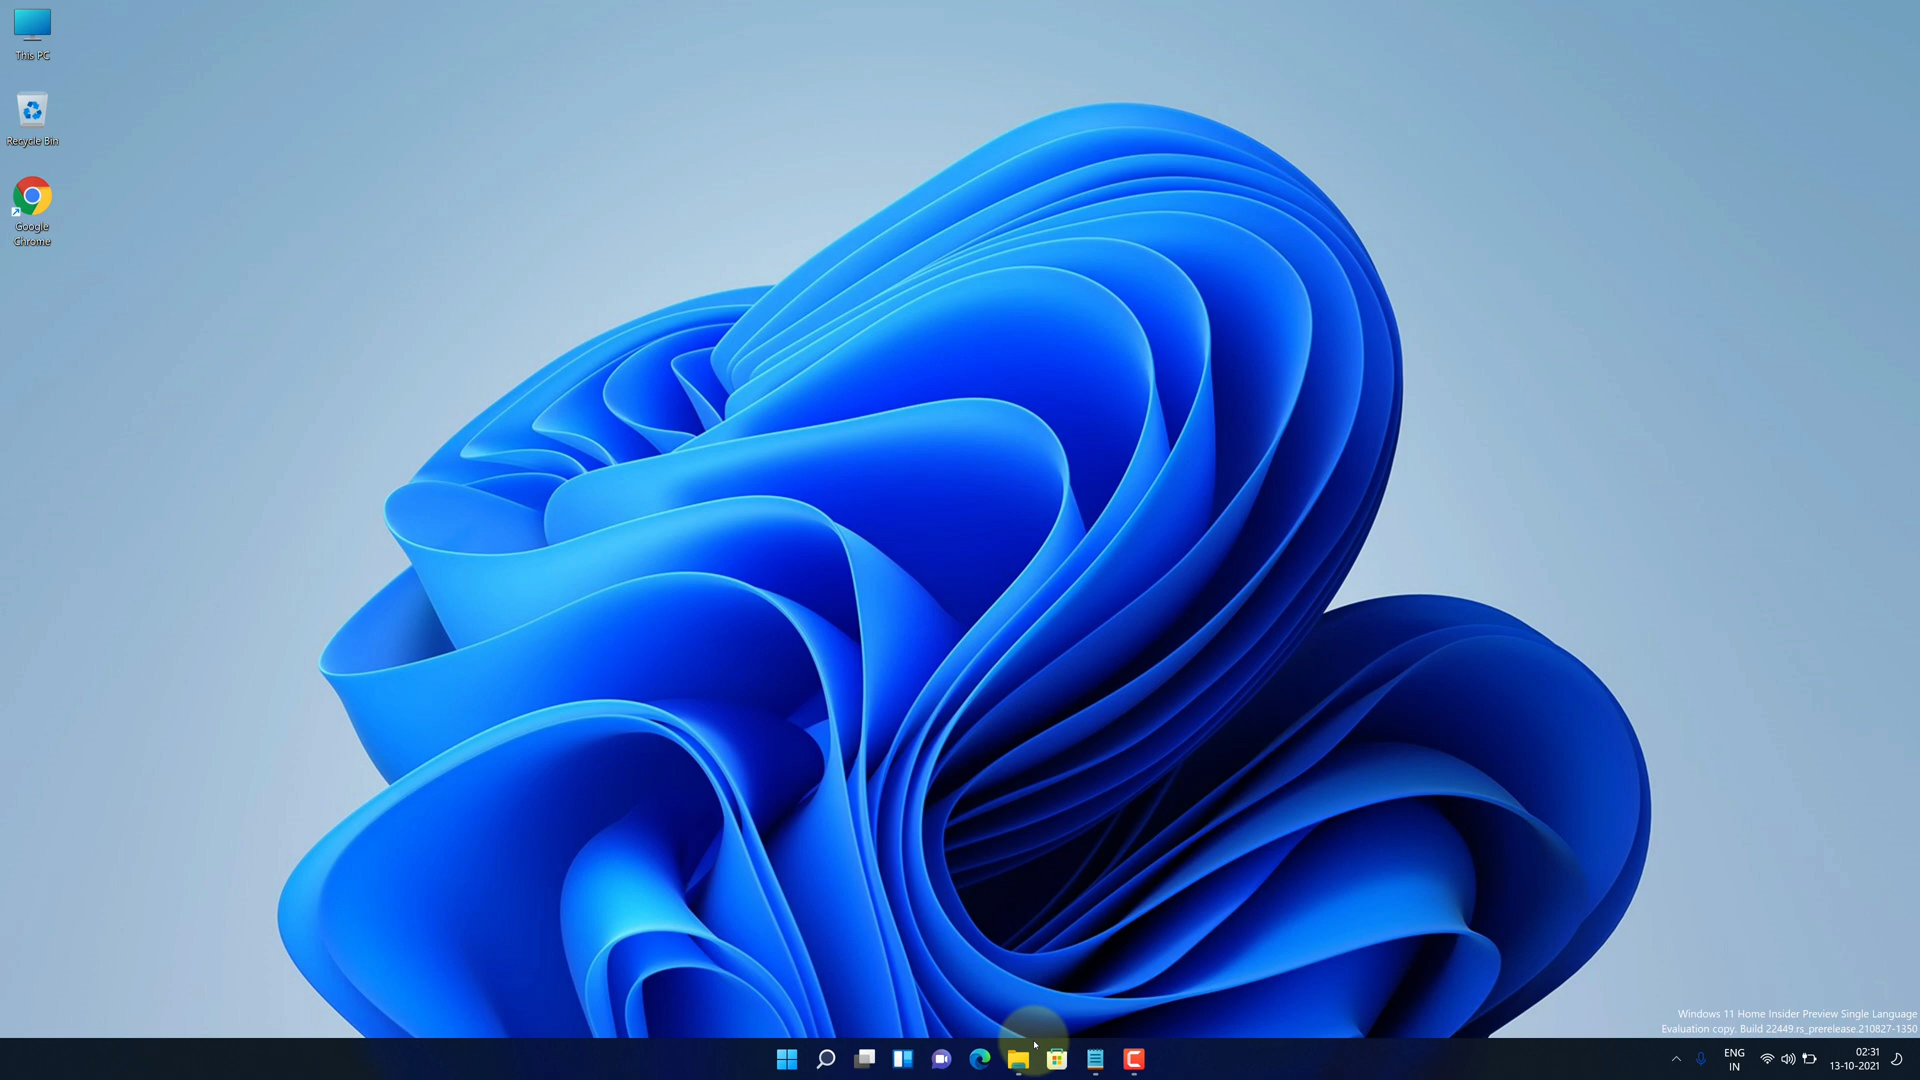 This PC
Recycle Bin
Google
Chrome
Windows 11 Home Insider Preview Single Language
Evaluation copy. Build 22449.rs_prerelease.210827-1350
ENG
IN
02:31
13-10-2021